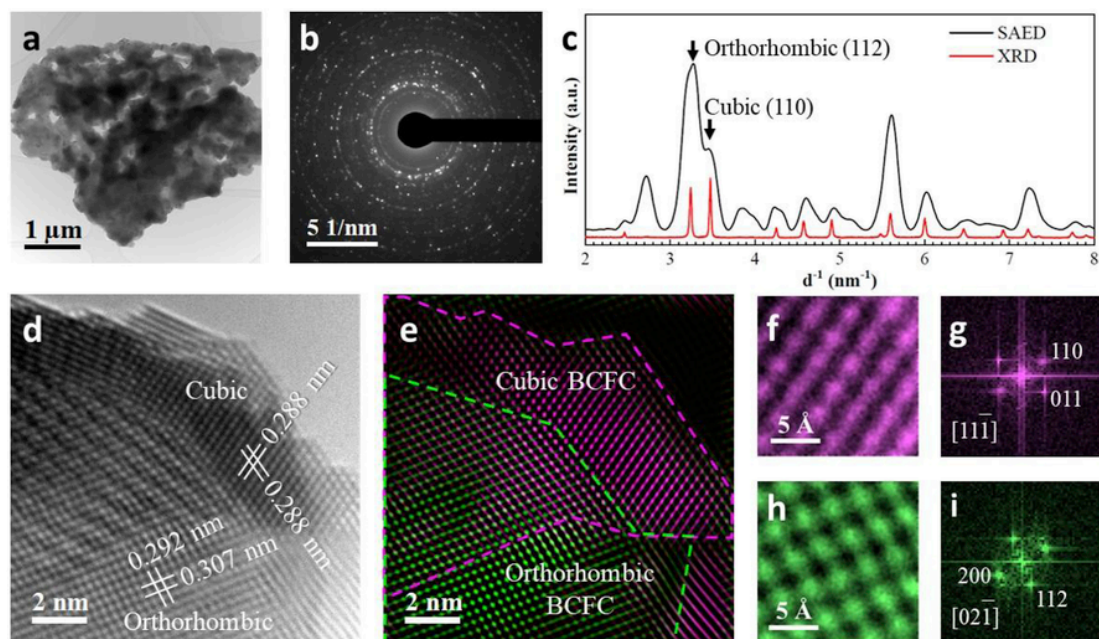 a
1 µm
b
5 1/nm
c
Orthorhombic (112)
Cubic (110)
SAED
XRD
Intensity (a.u.)
2 3 4 5 6 7 8
d⁻¹ (nm⁻¹)
d
Cubic
0.288 nm
0.288 nm
0.292 nm
0.307 nm
2 nm
Orthorhombic
e
Cubic BCFC
Orthorhombic
BCFC
2 nm
f
5 Å
g
110
011
[111̄]
h
5 Å
i
200
112
[021̄]